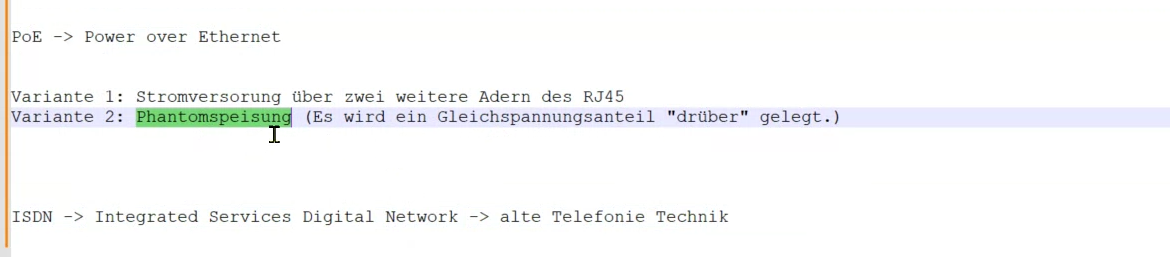 PoE -> Power over Ethernet
Variante 1: Stromversorung über zwei weitere Adern des RJ45
Variante 2: Phantomspeisung (Es wird ein Gleichspannungsanteil "drüber" gelegt.)
ISDN -> Integrated Services Digital Network -> alte Telefonie Technik